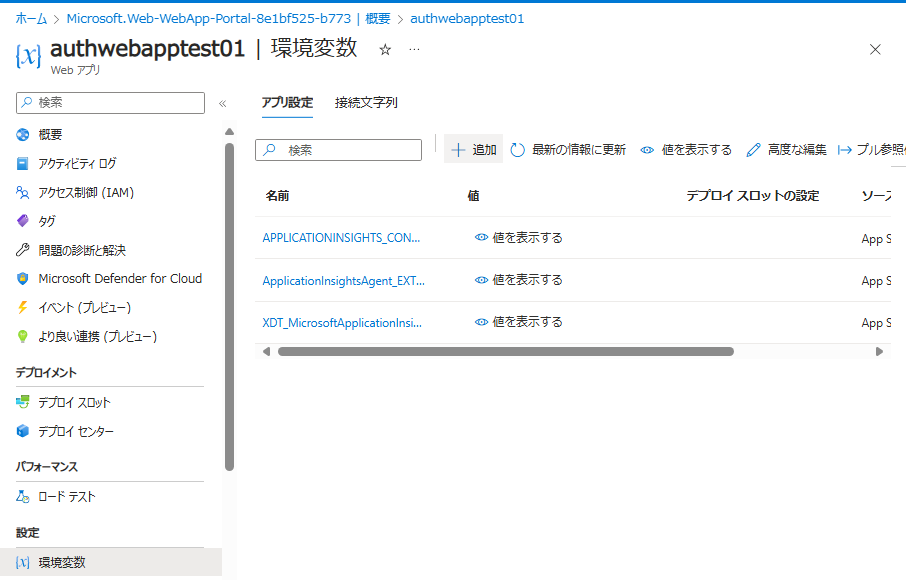 ホーム > Microsoft.Web-WebApp-Portal-8e1bf525-b773 | 概要 > authwebapptest01
{x} authwebapptest01 | 環境変数 ☆ …
Web アプリ
検索 «
概要
アクティビティ ログ
アクセス制御 (IAM)
タグ
問題の診断と解決
Microsoft Defender for Cloud
イベント (プレビュー)
より良い連携 (プレビュー)
デプロイメント
デプロイ スロット
デプロイ センター
パフォーマンス
ロード テスト
設定
{x} 環境変数
アプリ設定 接続文字列
検索 + 追加 最新の情報に更新 値を表示する 高度な編集 プル参照
名前 値 デプロイ スロットの設定 ソース
APPLICATIONINSIGHTS_CON... 値を表示する App S
ApplicationInsightsAgent_EXT... 値を表示する App S
XDT_MicrosoftApplicationInsi... 値を表示する App S